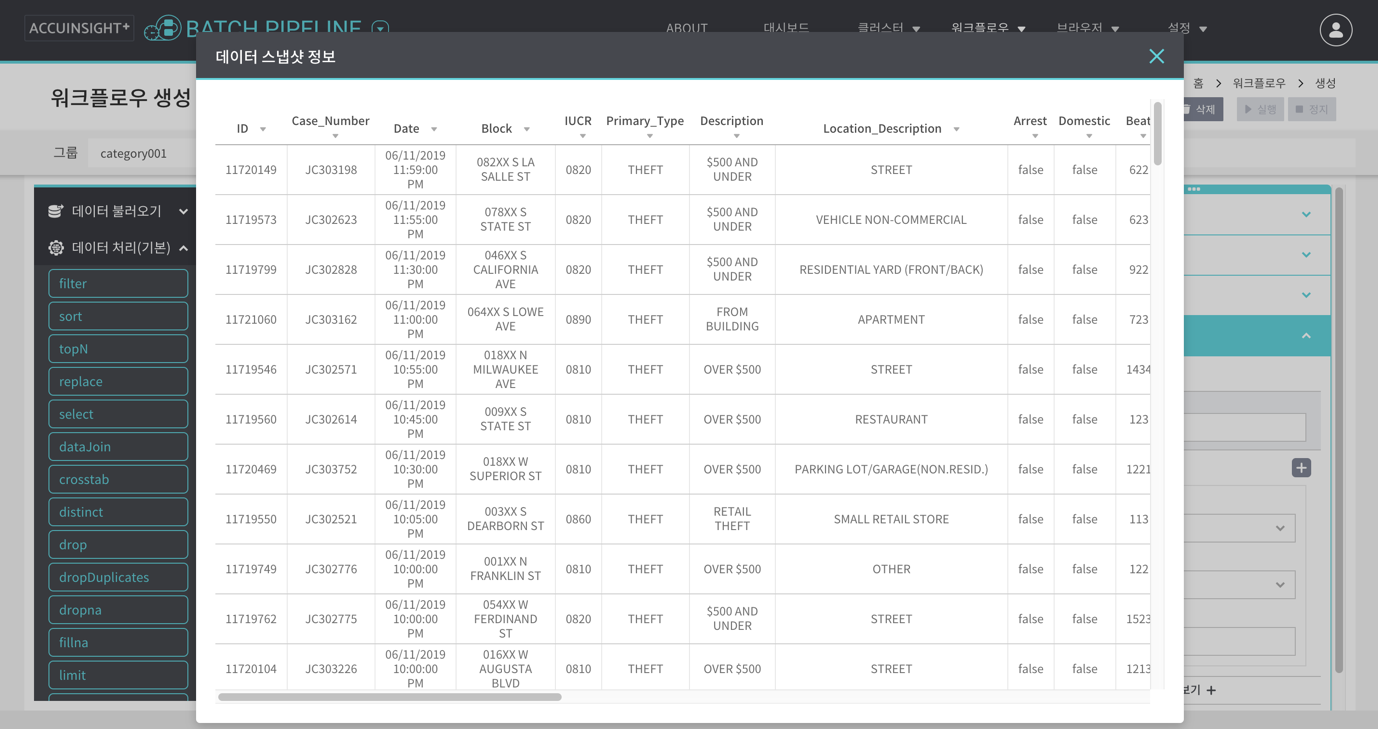 ACCUINSIGHT+
BATCH PIPELINE
ABOUT 대시보드 클러스터 워크플로우 브라우저 설정
데이터 스냅샷 정보
홈 > 워크플로우 > 생성
워크플로우 생성
삭제 실행 정지
그룹 category001
데이터 불러오기
데이터 처리(기본)
filter
sort
topN
replace
select
dataJoin
crosstab
distinct
drop
dropDuplicates
dropna
fillna
limit
ID Case_Number Date Block IUCR Primary_Type Description Location_Description Arrest Domestic Beat
11720149 JC303198 06/11/2019 11:59:00 PM 082XX S LA SALLE ST 0820 THEFT $500 AND UNDER STREET false false 622
11719573 JC302623 06/11/2019 11:55:00 PM 078XX S STATE ST 0820 THEFT $500 AND UNDER VEHICLE NON-COMMERCIAL false false 623
11719799 JC302828 06/11/2019 11:30:00 PM 046XX S CALIFORNIA AVE 0820 THEFT $500 AND UNDER RESIDENTIAL YARD (FRONT/BACK) false false 922
11721060 JC303162 06/11/2019 11:00:00 PM 064XX S LOWE AVE 0890 THEFT FROM BUILDING APARTMENT false false 723
11719546 JC302571 06/11/2019 10:55:00 PM 018XX N MILWAUKEE AVE 0810 THEFT OVER $500 STREET false false 1434
11719560 JC302614 06/11/2019 10:45:00 PM 009XX S STATE ST 0810 THEFT OVER $500 RESTAURANT false false 123
11720469 JC303752 06/11/2019 10:30:00 PM 018XX W SUPERIOR ST 0810 THEFT OVER $500 PARKING LOT/GARAGE(NON.RESID.) false false 1221
11719550 JC302521 06/11/2019 10:05:00 PM 003XX S DEARBORN ST 0860 THEFT RETAIL THEFT SMALL RETAIL STORE false false 113
11719749 JC302776 06/11/2019 10:00:00 PM 001XX N FRANKLIN ST 0810 THEFT OVER $500 OTHER false false 122
11719762 JC302775 06/11/2019 10:00:00 PM 054XX W FERDINAND ST 0820 THEFT $500 AND UNDER STREET false false 1523
11720104 JC303226 06/11/2019 10:00:00 PM 016XX W AUGUSTA BLVD 0810 THEFT OVER $500 STREET false false 1213
보기 +